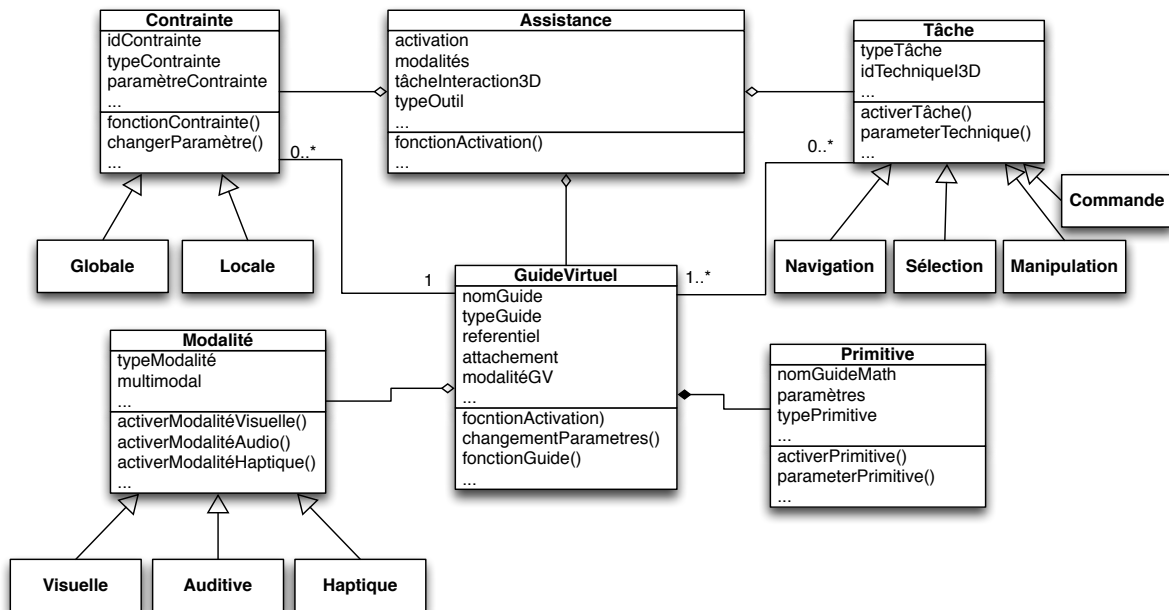 Contrainte
idContrainte
typeContrainte
paramètreContrainte
...
fonctionContrainte()
changerParamètre()
...
Assistance
activation
modalités
tâcheInteraction3D
typeOutil
...
fonctionActivation()
...
Tâche
typeTâche
idTechniqueI3D
...
activerTâche()
parameterTechnique()
...
0..*
0..*
Commande
Globale
Locale
Navigation
Sélection
Manipulation
1
1..*
GuideVirtuel
nomGuide
typeGuide
referentiel
attachement
modalitéGV
...
focntionActivation)
changementParametres()
fonctionGuide()
...
Modalité
typeModalité
multimodal
...
activerModalitéVisuelle()
activerModalitéAudio()
activerModalitéHaptique()
...
Primitive
nomGuideMath
paramètres
typePrimitive
...
activerPrimitive()
parameterPrimitive()
...
Visuelle
Auditive
Haptique